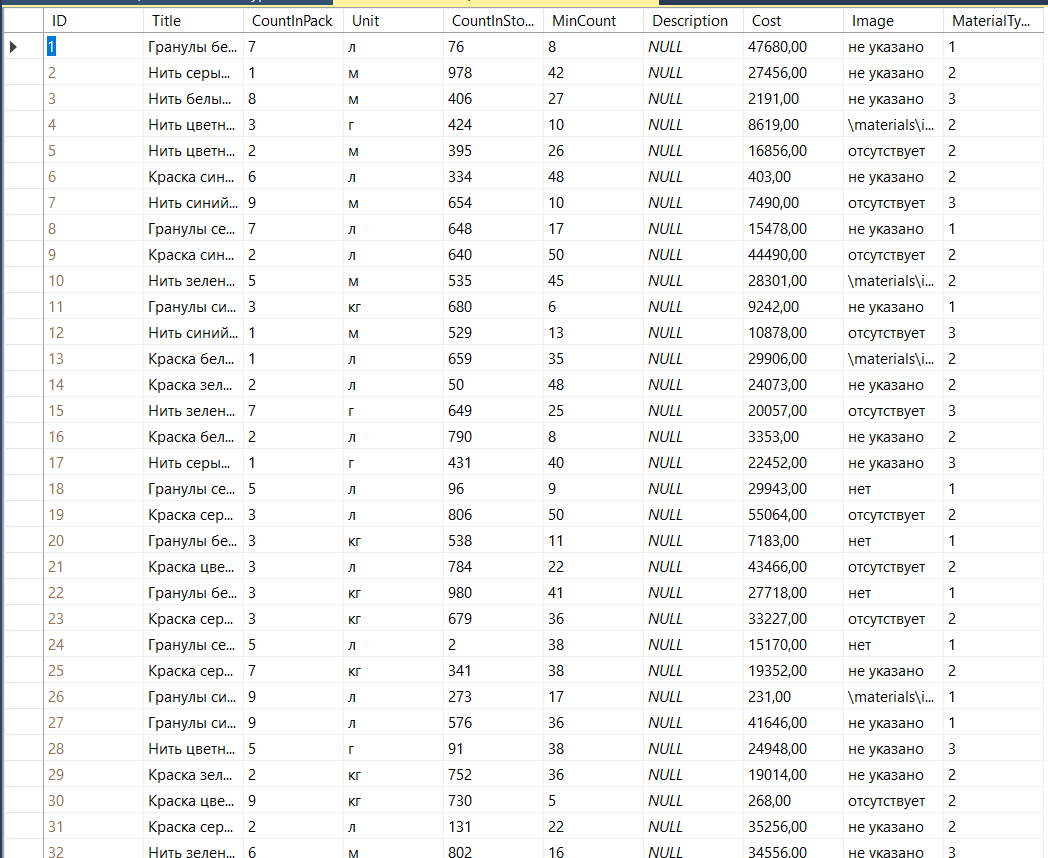 ID Title CountInPack Unit CountInSto... MinCount Description Cost Image MaterialTy...
1 Гранулы бе... 7 л 76 8 NULL 47680,00 не указано 1
2 Нить серы... 1 м 978 42 NULL 27456,00 не указано 2
3 Нить белы... 8 м 406 27 NULL 2191,00 не указано 3
4 Нить цветн... 3 г 424 10 NULL 8619,00 \materials\i... 2
5 Нить цветн... 2 м 395 26 NULL 16856,00 отсутствует 2
6 Краска син... 6 л 334 48 NULL 403,00 не указано 2
7 Нить синий... 9 м 654 10 NULL 7490,00 отсутствует 3
8 Гранулы се... 7 л 648 17 NULL 15478,00 не указано 1
9 Краска син... 2 л 640 50 NULL 44490,00 отсутствует 2
10 Нить зелен... 5 м 535 45 NULL 28301,00 \materials\i... 2
11 Гранулы си... 3 кг 680 6 NULL 9242,00 не указано 1
12 Нить синий... 1 м 529 13 NULL 10878,00 отсутствует 3
13 Краска бел... 1 л 659 35 NULL 29906,00 \materials\i... 2
14 Краска зел... 2 л 50 48 NULL 24073,00 не указано 2
15 Нить зелен... 7 г 649 25 NULL 20057,00 отсутствует 3
16 Краска бел... 2 л 790 8 NULL 3353,00 не указано 2
17 Нить серы... 1 г 431 40 NULL 22452,00 не указано 3
18 Гранулы се... 5 л 96 9 NULL 29943,00 нет 1
19 Краска сер... 3 л 806 50 NULL 55064,00 отсутствует 2
20 Гранулы бе... 3 кг 538 11 NULL 7183,00 нет 1
21 Краска цве... 3 л 784 22 NULL 43466,00 отсутствует 2
22 Гранулы бе... 3 кг 980 41 NULL 27718,00 нет 1
23 Краска сер... 3 кг 679 36 NULL 33227,00 отсутствует 2
24 Гранулы се... 5 л 2 38 NULL 15170,00 нет 1
25 Краска сер... 7 кг 341 38 NULL 19352,00 не указано 2
26 Гранулы си... 9 л 273 17 NULL 231,00 \materials\i... 1
27 Гранулы си... 9 л 576 36 NULL 41646,00 не указано 1
28 Нить цветн... 5 г 91 38 NULL 24948,00 не указано 3
29 Краска зел... 2 кг 752 36 NULL 19014,00 не указано 2
30 Краска цве... 9 кг 730 5 NULL 268,00 отсутствует 2
31 Краска сер... 2 л 131 22 NULL 35256,00 не указано 2
32 Нить зелен... 6 м 802 16 NULL 34556,00 не указано 3